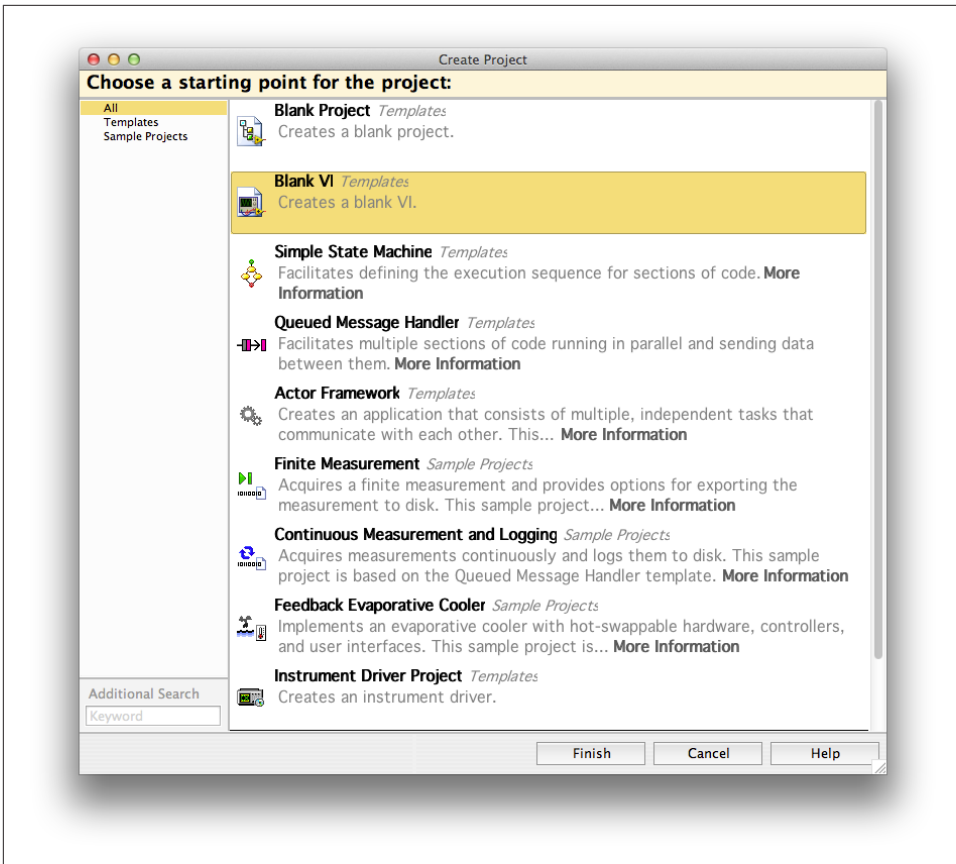 Create Project
Choose a starting point for the project:
All
Templates
Sample Projects
Blank Project Templates
Creates a blank project.
Blank VI Templates
Creates a blank VI.
Simple State Machine Templates
Facilitates defining the execution sequence for sections of code. More
Information
Queued Message Handler Templates
Facilitates multiple sections of code running in parallel and sending data
between them. More Information
Actor Framework Templates
Creates an application that consists of multiple, independent tasks that
communicate with each other. This... More Information
Finite Measurement Sample Projects
Acquires a finite measurement and provides options for exporting the
measurement to disk. This sample project... More Information
Continuous Measurement and Logging Sample Projects
Acquires measurements continuously and logs them to disk. This sample
project is based on the Queued Message Handler template. More Information
Feedback Evaporative Cooler Sample Projects
Implements an evaporative cooler with hot-swappable hardware, controllers,
and user interfaces. This sample project is... More Information
Instrument Driver Project Templates
Creates an instrument driver.
Additional Search
Keyword
Finish
Cancel
Help